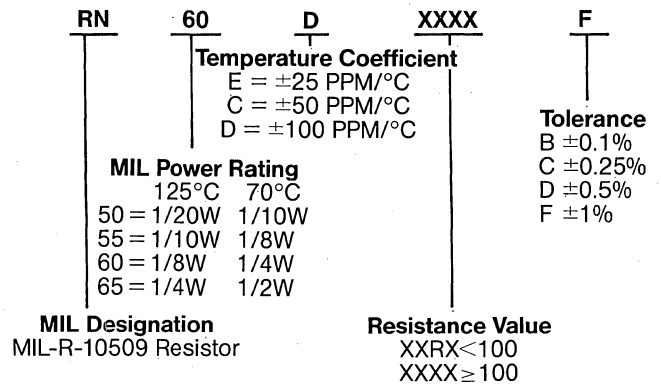 RN 60 D XXXX F
Temperature Coefficient
E = ±25 PPM/°C
C = ±50 PPM/°C
D = ±100 PPM/°C
Tolerance
B ±0.1%
C ±0.25%
D ±0.5%
F ±1%
MIL Power Rating
125°C 70°C
50 = 1/20W 1/10W
55 = 1/10W 1/8W
60 = 1/8W 1/4W
65 = 1/4W 1/2W
MIL Designation
MIL-R-10509 Resistor
Resistance Value
XXRX<100
XXXX≥100